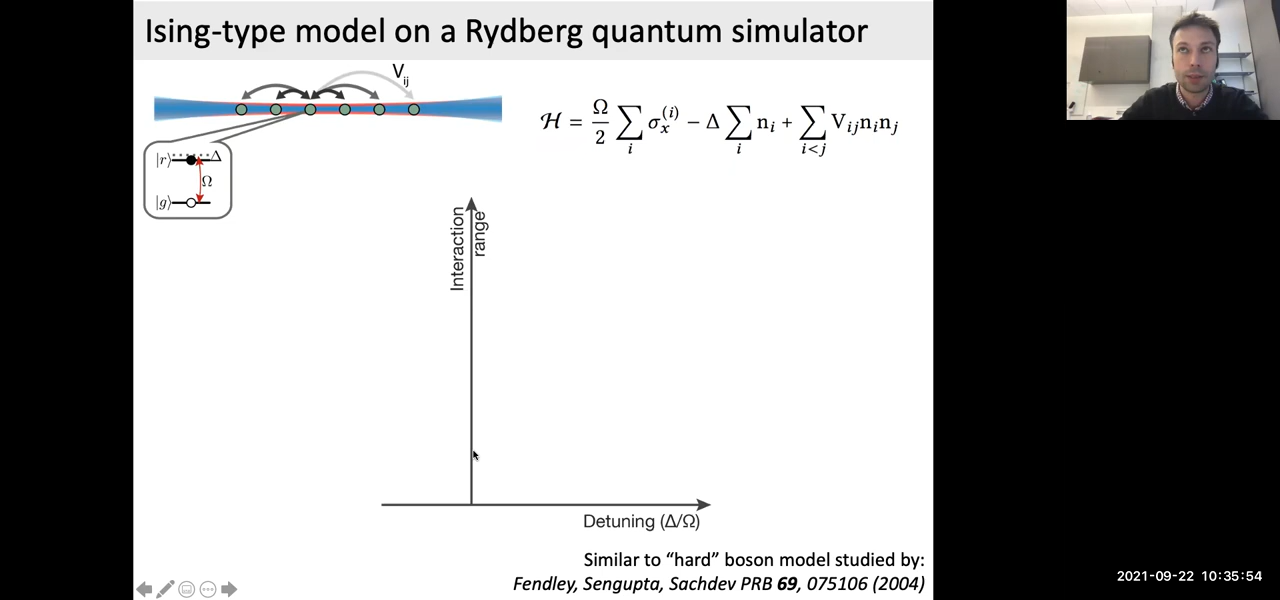 Ising-type model on a Rydberg quantum simulator
V_ij
ℋ = Ω/2 ∑_i σ_x^(i) − Δ ∑_i n_i + ∑_{i<j} V_ij n_i n_j
|r⟩ Δ
Ω
|g⟩
Interaction
range
Detuning (Δ/Ω)
Similar to “hard” boson model studied by:
Fendley, Sengupta, Sachdev PRB 69, 075106 (2004)
2021-09-22 10:35:54